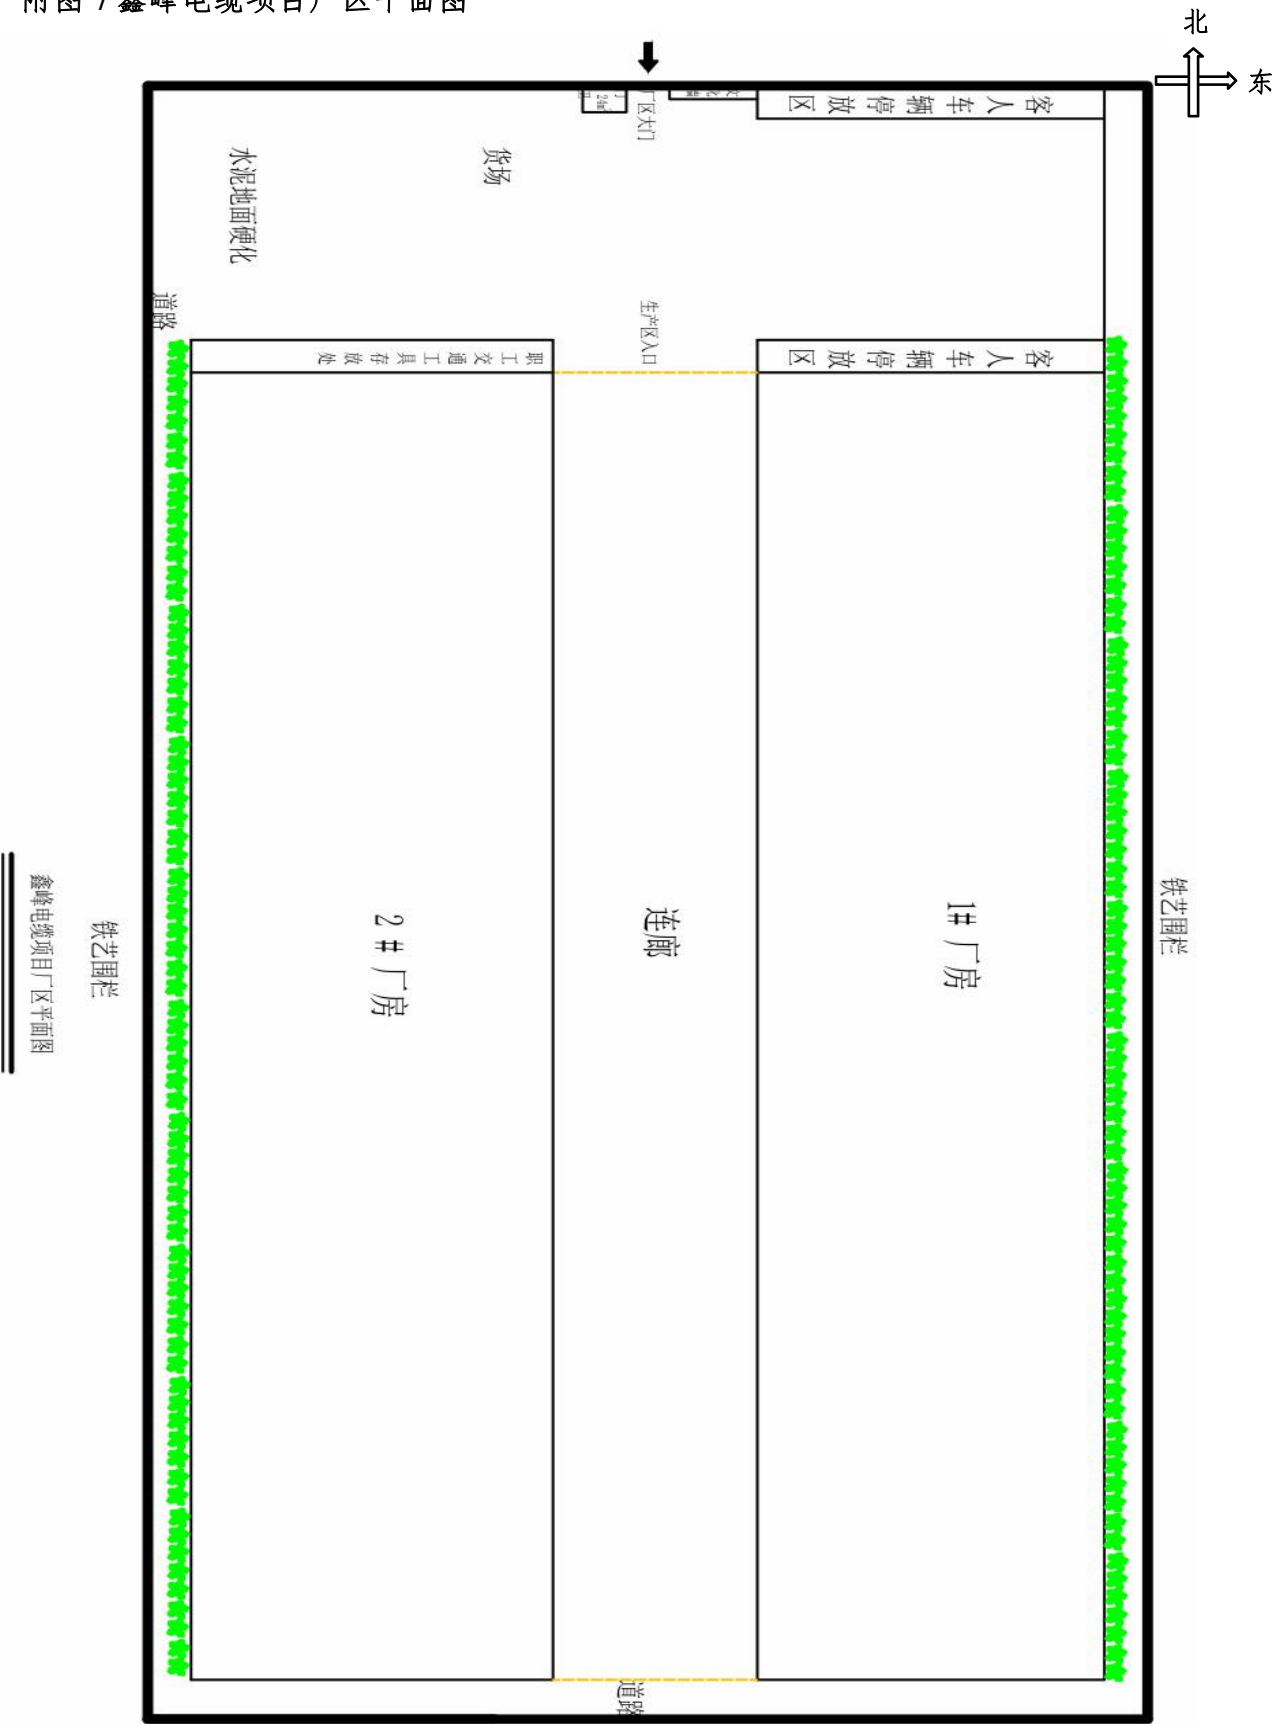 附图 7 鑫峰电缆项目厂区平面图
北
东
厂区大门
客人车辆停放区
水泥地面硬化
货场
道路
生产区入口
职工交通工具存放处
客人车辆停放区
2#厂房
连廊
1#厂房
铁艺围栏
铁艺围栏
鑫峰电缆项目厂区平面图
道路